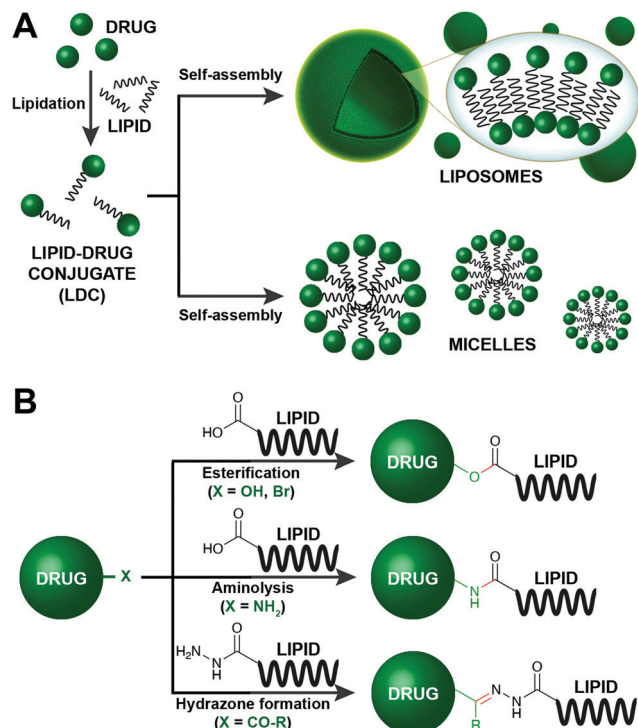 A
DRUG
Lipidation
LIPID
LIPID-DRUG
CONJUGATE
(LDC)
Self-assembly
LIPOSOMES
Self-assembly
MICELLES
B
DRUG
X
O
HO
LIPID
Esterification
(X = OH, Br)
DRUG
O
O
LIPID
O
HO
LIPID
Aminolysis
(X = NH₂)
DRUG
N
H
O
LIPID
H₂N
N
H
O
LIPID
Hydrazone formation
(X = CO-R)
DRUG
R
N
H
N
O
LIPID